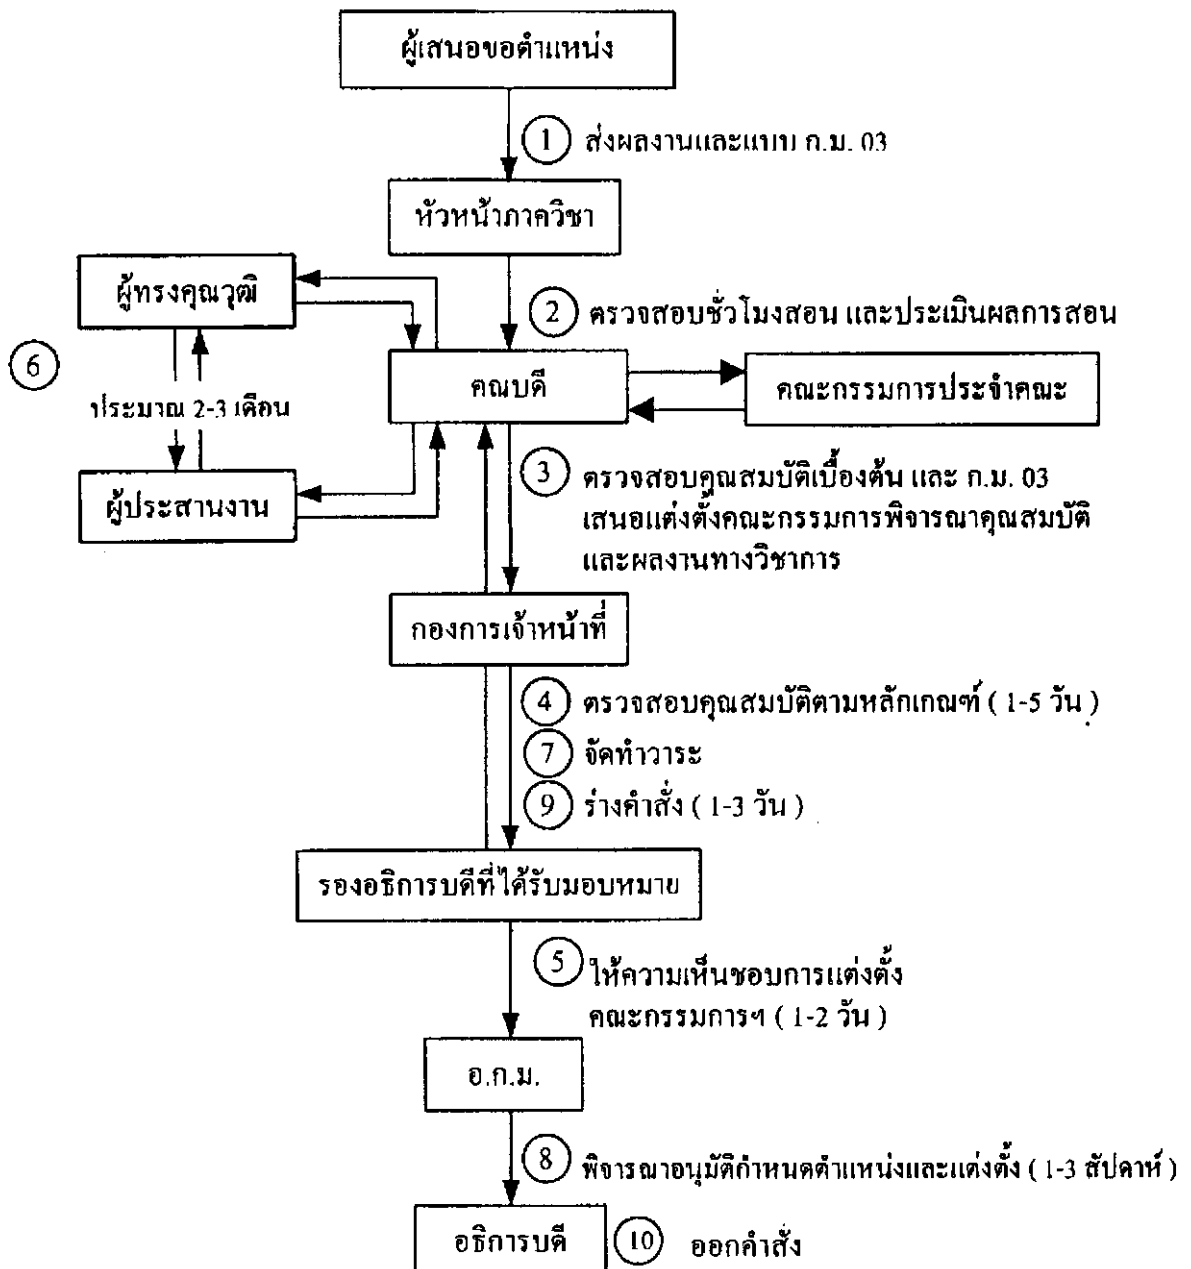 ผู้เสนอขอตำแหน่ง
1 ส่งผลงานและแบบ ก.ม. 03
หัวหน้าภาควิชา
ผู้ทรงคุณวุฒิ
2 ตรวจสอบชั่วโมงสอน และประเมินผลการสอน
6
คณบดี
คณะกรรมการประจำคณะ
ประมาณ 2-3 เดือน
3 ตรวจสอบคุณสมบัติเบื้องต้น และ ก.ม. 03
เสนอแต่งตั้งคณะกรรมการพิจารณาคุณสมบัติ
และผลงานทางวิชาการ
ผู้ประสานงาน
กองการเจ้าหน้าที่
4 ตรวจสอบคุณสมบัติตามหลักเกณฑ์ ( 1-5 วัน )
7 จัดทำวาระ
9 ร่างคำสั่ง ( 1-3 วัน )
รองอธิการบดีที่ได้รับมอบหมาย
5 ให้ความเห็นชอบการแต่งตั้ง
คณะกรรมการฯ ( 1-2 วัน )
อ.ก.ม.
8 พิจารณาอนุมัติกำหนดตำแหน่งและแต่งตั้ง ( 1-3 สัปดาห์ )
อธิการบดี
10 ออกคำสั่ง